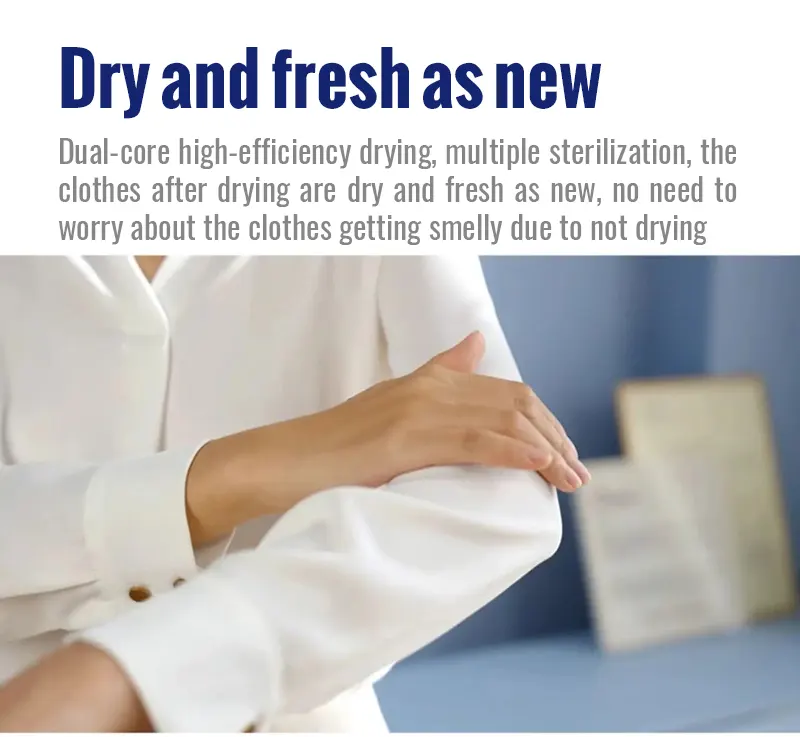 Dry and fresh as new
Dual-core high-efficiency drying, multiple sterilization, the
clothes after drying are dry and fresh as new, no need to
worry about the clothes getting smelly due to not drying